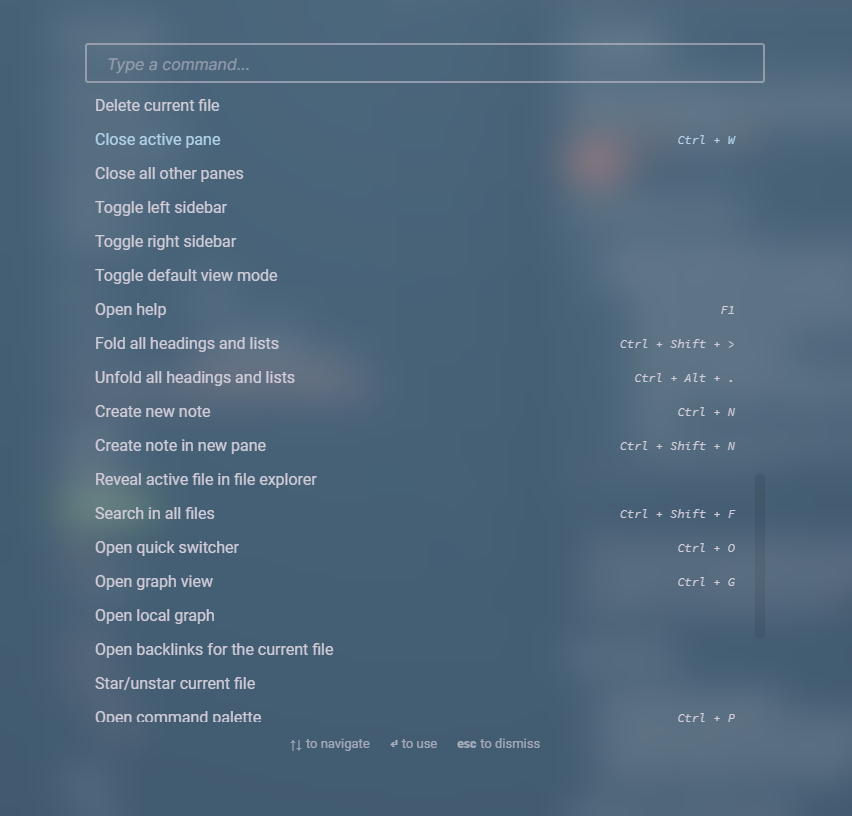 Type a command...
Delete current file
Close active pane Ctrl + W
Close all other panes
Toggle left sidebar
Toggle right sidebar
Toggle default view mode
Open help F1
Fold all headings and lists Ctrl + Shift + >
Unfold all headings and lists Ctrl + Alt + .
Create new note Ctrl + N
Create note in new pane Ctrl + Shift + N
Reveal active file in file explorer
Search in all files Ctrl + Shift + F
Open quick switcher Ctrl + O
Open graph view Ctrl + G
Open local graph
Open backlinks for the current file
Star/unstar current file
Open command palette Ctrl + P
↑↓ to navigate ↵ to use esc to dismiss